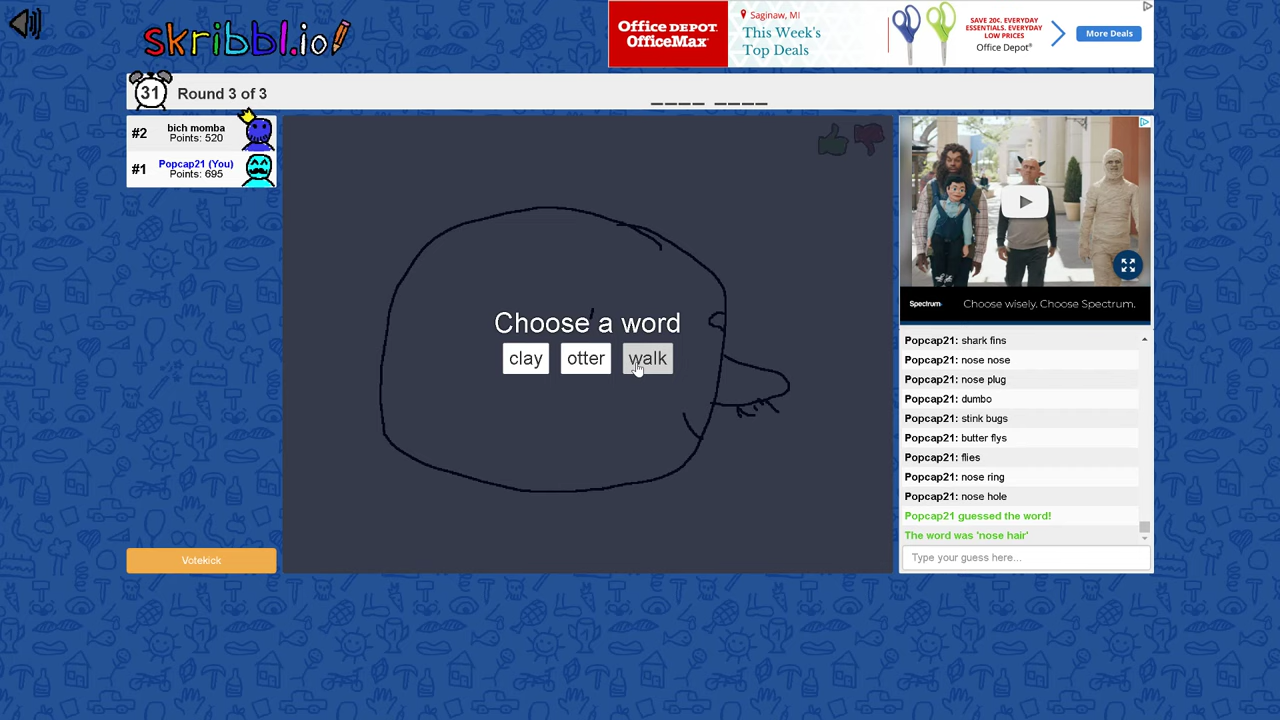 skribbl.io
Office DEPOT.
OfficeMax®
Saginaw, MI
This Week's
Top Deals
SAVE 20¢. EVERYDAY
ESSENTIALS. EVERYDAY
LOW PRICES
Office Depot®
More Deals
31
Round 3 of 3
____ ____
#2
bich momba
Points: 520
#1
Popcap21 (You)
Points: 695
Choose a word
clay
otter
walk
Spectrum▸
Choose wisely. Choose Spectrum.
Popcap21: shark fins
Popcap21: nose nose
Popcap21: nose plug
Popcap21: dumbo
Popcap21: stink bugs
Popcap21: butter flys
Popcap21: flies
Popcap21: nose ring
Popcap21: nose hole
Popcap21 guessed the word!
The word was 'nose hair'
Type your guess here...
Votekick